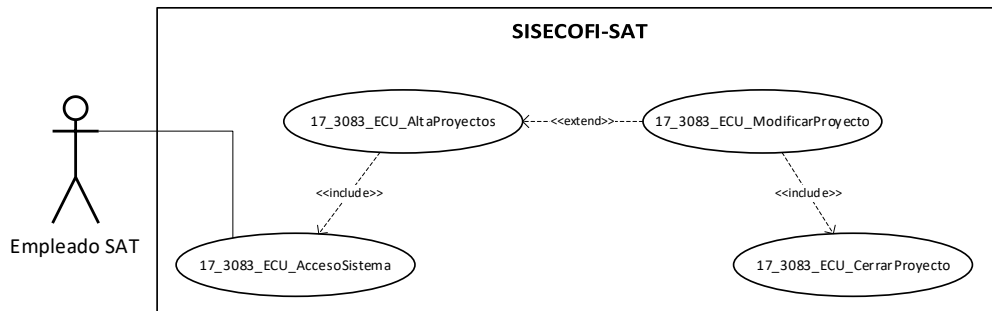 SISECOFI-SAT
17_3083_ECU_AltaProyectos
<<extend>>
17_3083_ECU_ModificarProyecto
<<include>>
<<include>>
Empleado SAT
17_3083_ECU_AccesoSistema
17_3083_ECU_CerrarProyecto